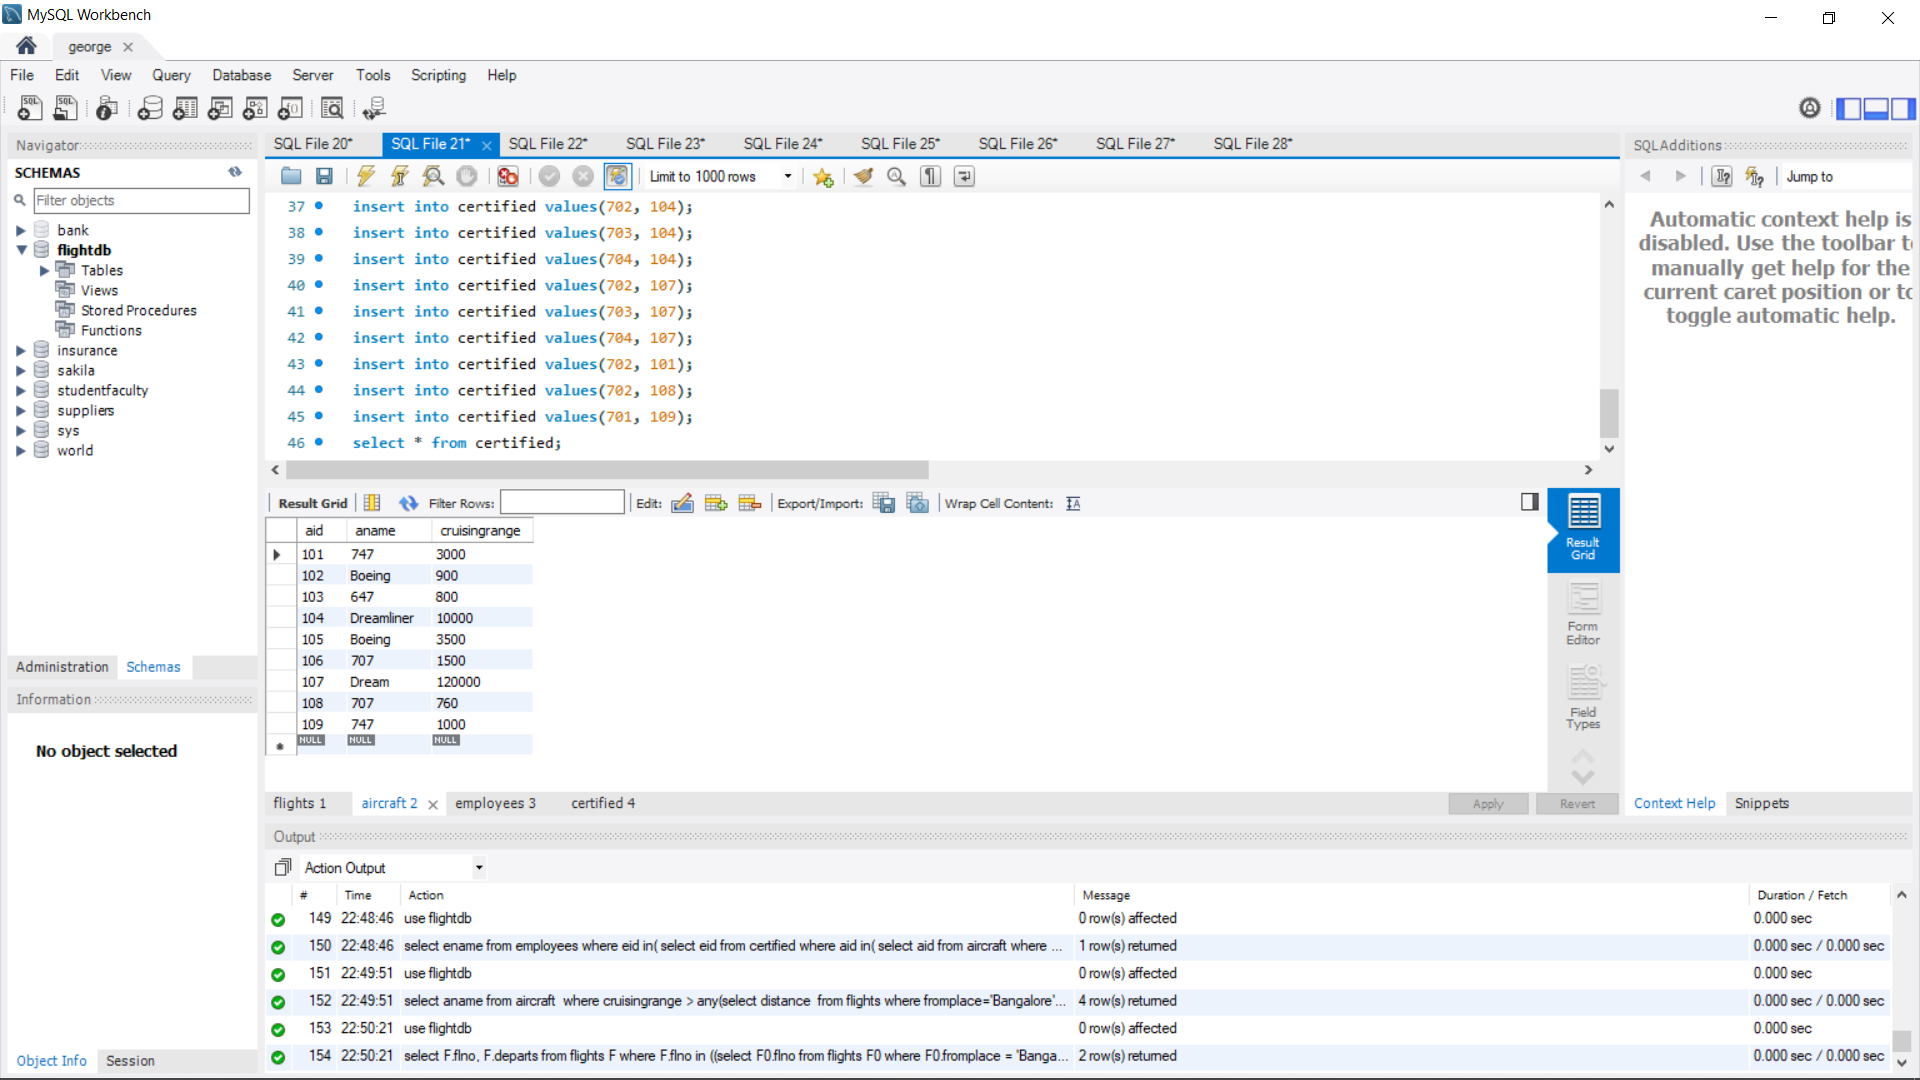 MySQL Workbench
george
File Edit View Query Database Server Tools Scripting Help
Navigator
SCHEMAS
Filter objects
bank
flightdb
Tables
Views
Stored Procedures
Functions
insurance
sakila
studentfaculty
suppliers
sys
world
Administration Schemas
Information
No object selected
Object Info Session
SQL File 20* SQL File 21* SQL File 22* SQL File 23* SQL File 24* SQL File 25* SQL File 26* SQL File 27* SQL File 28*
Limit to 1000 rows
37 insert into certified values(702, 104);
38 insert into certified values(703, 104);
39 insert into certified values(704, 104);
40 insert into certified values(702, 107);
41 insert into certified values(703, 107);
42 insert into certified values(704, 107);
43 insert into certified values(702, 101);
44 insert into certified values(702, 108);
45 insert into certified values(701, 109);
46 select * from certified;
Result Grid Filter Rows: Edit: Export/Import: Wrap Cell Content:
aid aname cruisingrange
101 747 3000
102 Boeing 900
103 647 800
104 Dreamliner 10000
105 Boeing 3500
106 707 1500
107 Dream 120000
108 707 760
109 747 1000
NULL NULL NULL
Result
Grid
Form
Editor
Field
Types
flights 1 aircraft 2 employees 3 certified 4
Apply Revert
SQLAdditions
Jump to
Automatic context help is
disabled. Use the toolbar to
manually get help for the
current caret position or to
toggle automatic help.
Context Help Snippets
Output
Action Output
# Time Action Message Duration / Fetch
149 22:48:46 use flightdb 0 row(s) affected 0.000 sec
150 22:48:46 select ename from employees where eid in( select eid from certified where aid in( select aid from aircraft where ... 1 row(s) returned 0.000 sec / 0.000 sec
151 22:49:51 use flightdb 0 row(s) affected 0.000 sec
152 22:49:51 select aname from aircraft where cruisingrange > any(select distance from flights where fromplace='Bangalore'... 4 row(s) returned 0.000 sec / 0.000 sec
153 22:50:21 use flightdb 0 row(s) affected 0.000 sec
154 22:50:21 select F.flno, F.departs from flights F where F.flno in ((select F0.flno from flights F0 where F0.fromplace = 'Banga... 2 row(s) returned 0.000 sec / 0.000 sec